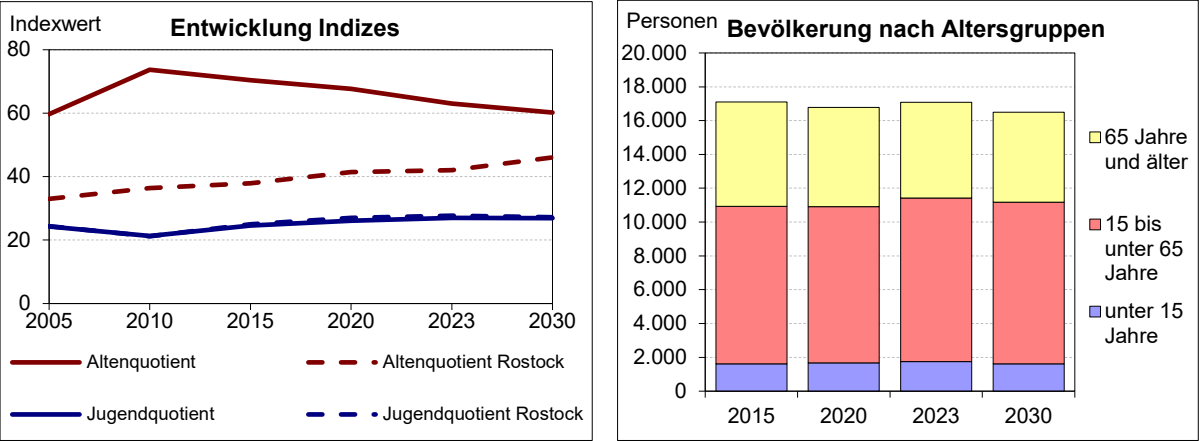 Indexwert
Entwicklung Indizes
80
60
40
20
0
2005 2010 2015 2020 2023 2030
Altenquotient
Altenquotient Rostock
Jugendquotient
Jugendquotient Rostock
Personen
Bevölkerung nach Altersgruppen
20.000
18.000
16.000
14.000
12.000
10.000
8.000
6.000
4.000
2.000
0
2015 2020 2023 2030
65 Jahre
und älter
15 bis
unter 65
Jahre
unter 15
Jahre